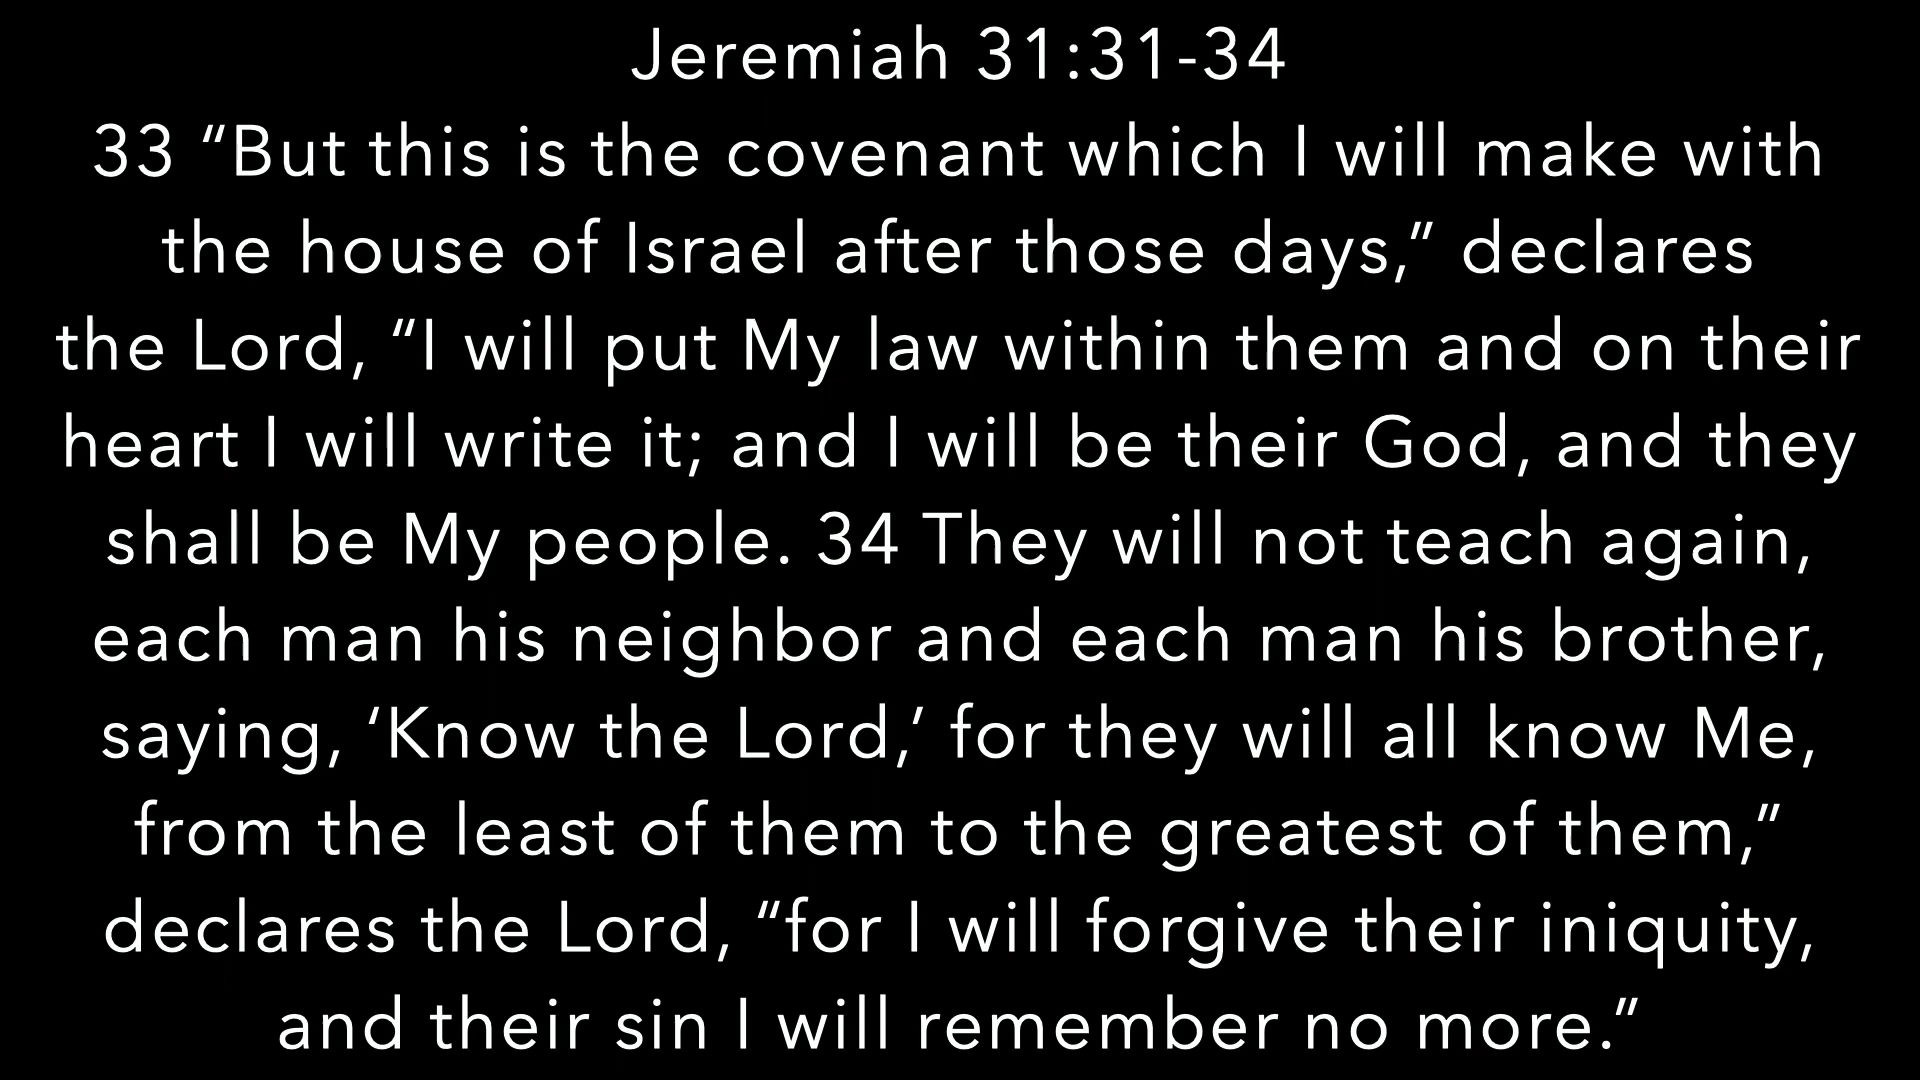 Jeremiah 31:31-34
33 “But this is the covenant which I will make with
the house of Israel after those days,” declares
the Lord, “I will put My law within them and on their
heart I will write it; and I will be their God, and they
shall be My people. 34 They will not teach again,
each man his neighbor and each man his brother,
saying, ‘Know the Lord,’ for they will all know Me,
from the least of them to the greatest of them,”
declares the Lord, “for I will forgive their iniquity,
and their sin I will remember no more.”